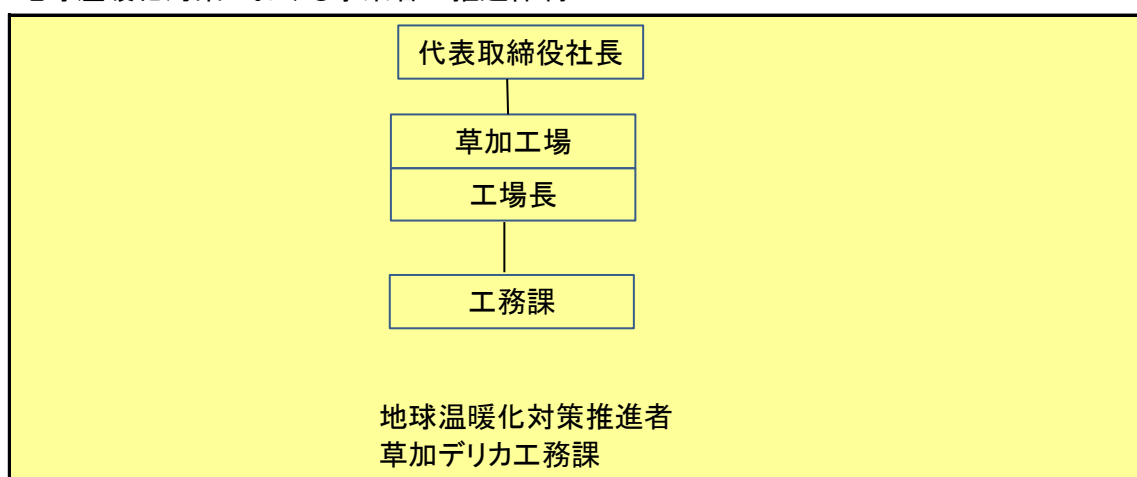 代表取締役社長
草加工場
工場長
工務課
地球温暖化対策推進者
草加デリカ工務課